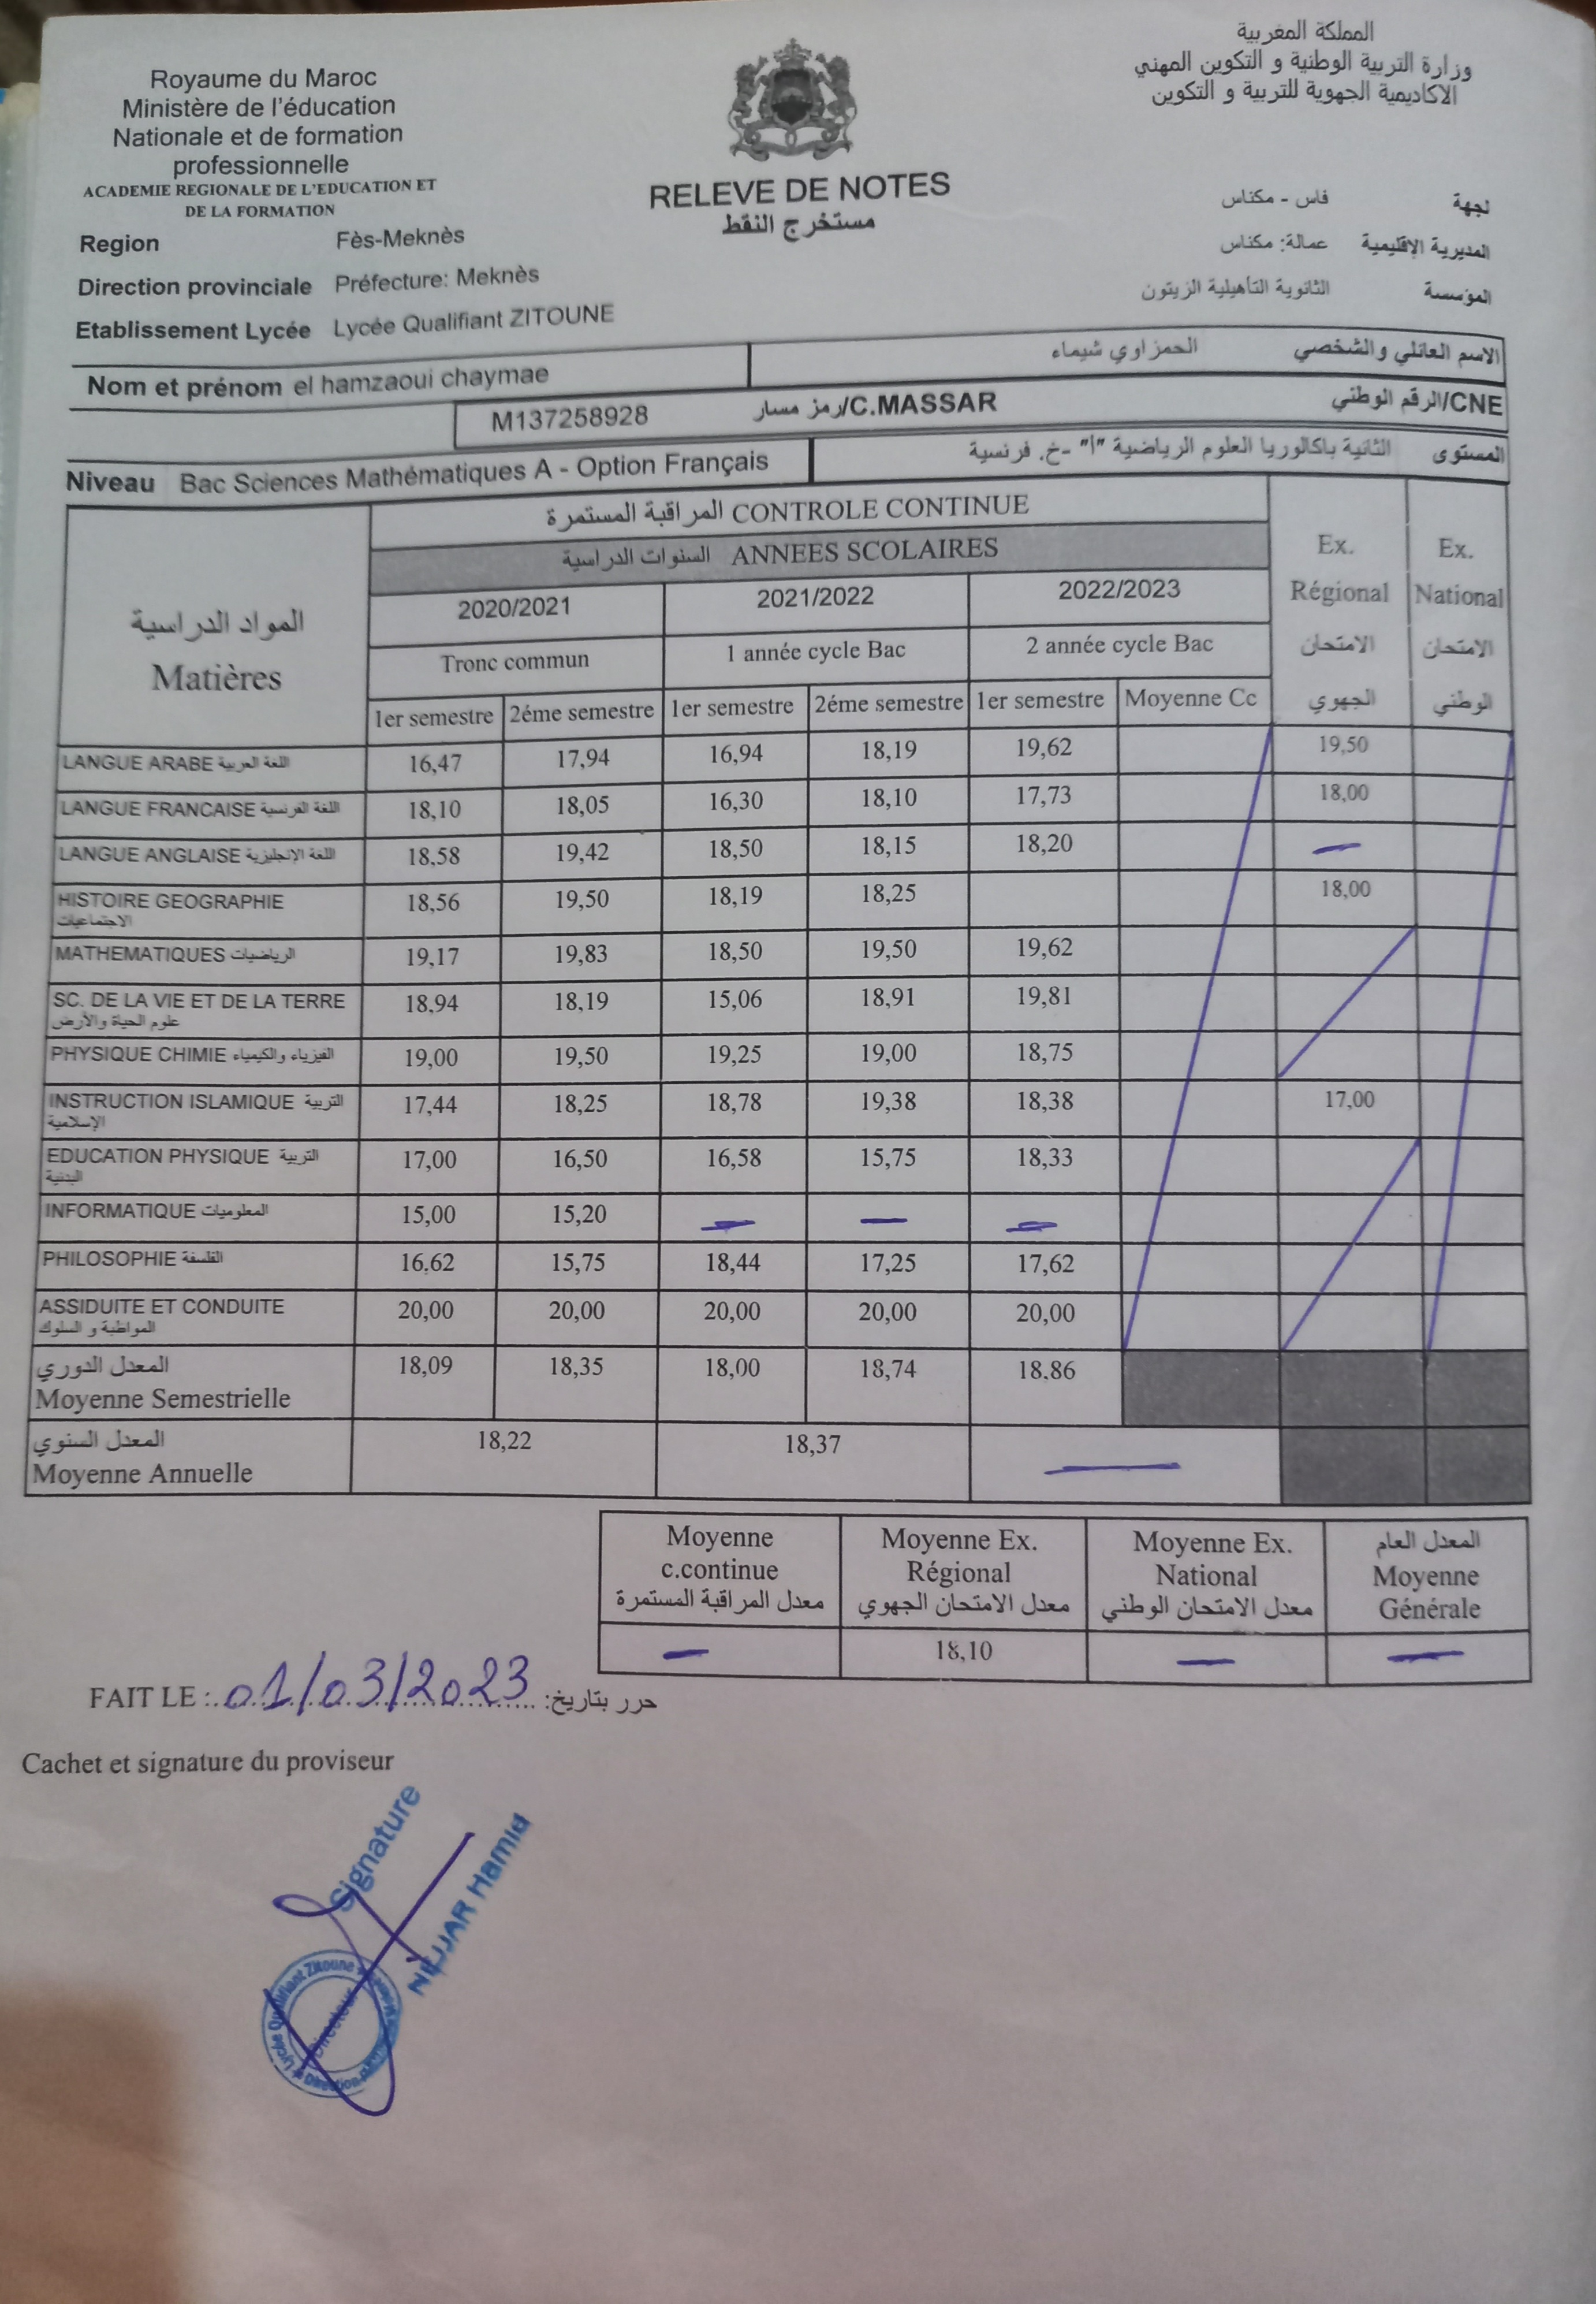 Royaume du Maroc
Ministère de l'éducation
Nationale et de formation
professionnelle
ACADEMIE REGIONALE DE L'EDUCATION ET
DE LA FORMATION
المملكة المغربية
وزارة التربية الوطنية و التكوين المهني
الاكاديمية الجهوية للتربية و التكوين
RELEVE DE NOTES
مستخرج النقط
Region Fès-Meknès
Direction provinciale Préfecture: Meknès
Etablissement Lycée Lycée Qualifiant ZITOUNE
لجهة فاس - مكناس
المديرية الإقليمية عمالة: مكناس
المؤسسة الثانوية التأهيلية الزيتون
Nom et prénom el hamzaoui chaymae
الاسم العائلي والشخصي الحمزاوي شيماء
M137258928 رمز مسار/C.MASSAR الرقم الوطني/CNE
Niveau Bac Sciences Mathématiques A - Option Français
المستوى الثانية باكالوريا العلوم الرياضية "أ" -خ. فرنسية
المواد الدراسية
Matières
المراقبة المستمرة CONTROLE CONTINUE
السنوات الدراسية ANNEES SCOLAIRES
2020/2021 2021/2022 2022/2023
Tronc commun 1 année cycle Bac 2 année cycle Bac
1er semestre 2éme semestre 1er semestre 2éme semestre 1er semestre Moyenne Cc
Ex.
Régional
الامتحان
الجهوي
Ex.
National
الامتحان
الوطني
LANGUE ARABE اللغة العربية 16,47 17,94 16,94 18,19 19,62 19,50
LANGUE FRANCAISE اللغة الفرنسية 18,10 18,05 16,30 18,10 17,73 18,00
LANGUE ANGLAISE اللغة الإنجليزية 18,58 19,42 18,50 18,15 18,20 —
HISTOIRE GEOGRAPHIE 18,56 19,50 18,19 18,25 18,00
الاجتماعيات
MATHEMATIQUES الرياضيات 19,17 19,83 18,50 19,50 19,62
SC. DE LA VIE ET DE LA TERRE 18,94 18,19 15,06 18,91 19,81
علوم الحياة والأرض
PHYSIQUE CHIMIE الفيزياء والكيمياء 19,00 19,50 19,25 19,00 18,75
INSTRUCTION ISLAMIQUE التربية 17,44 18,25 18,78 19,38 18,38 17,00
الإسلامية
EDUCATION PHYSIQUE التربية 17,00 16,50 16,58 15,75 18,33
البدنية
INFORMATIQUE المعلوميات 15,00 15,20 — — —
PHILOSOPHIE الفلسفة 16,62 15,75 18,44 17,25 17,62
ASSIDUITE ET CONDUITE 20,00 20,00 20,00 20,00 20,00
المواظبة و السلوك
المعدل الدوري 18,09 18,35 18,00 18,74 18.86
Moyenne Semestrielle
المعدل السنوي 18,22 18,37 —
Moyenne Annuelle
Moyenne
c.continue
معدل المراقبة المستمرة
—
Moyenne Ex.
Régional
معدل الامتحان الجهوي
18,10
Moyenne Ex.
National
معدل الامتحان الوطني
—
المعدل العام
Moyenne
Générale
—
FAIT LE : 01/03/2023 حرر بتاريخ:
Cachet et signature du proviseur
Signature
NEJJAR Hamid
Lycée Qualifiant Zitoune
Directeur